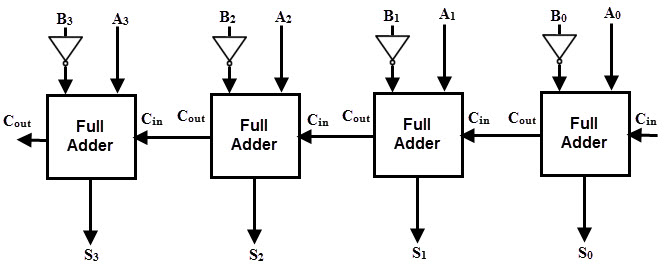 B3 A3 B2 A2 B1 A1 B0 A0
Cout Full Adder Cin Cout Full Adder Cin Cout Full Adder Cin Cout Full Adder Cin
S3 S2 S1 S0